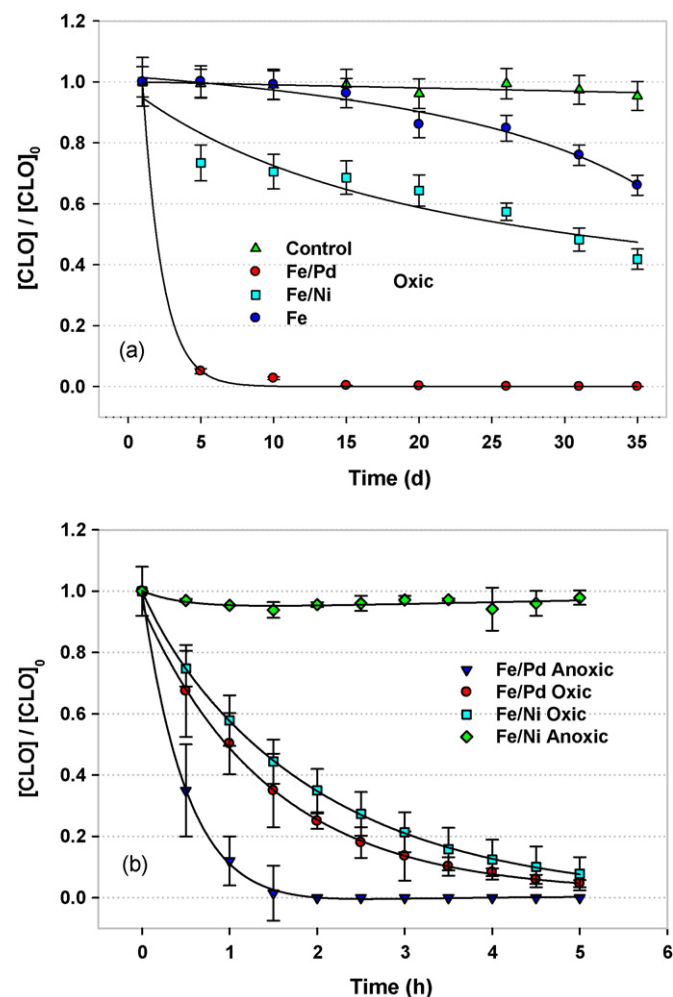 1.2
1.0
0.8
0.6
0.4
0.2
0.0
[CLO] / [CLO]0
Control
Fe/Pd
Fe/Ni
Fe
Oxic
(a)
0 5 10 15 20 25 30 35
Time (d)
1.2
1.0
0.8
0.6
0.4
0.2
0.0
[CLO] / [CLO]0
Fe/Pd Anoxic
Fe/Pd Oxic
Fe/Ni Oxic
Fe/Ni Anoxic
(b)
0 1 2 3 4 5 6
Time (h)